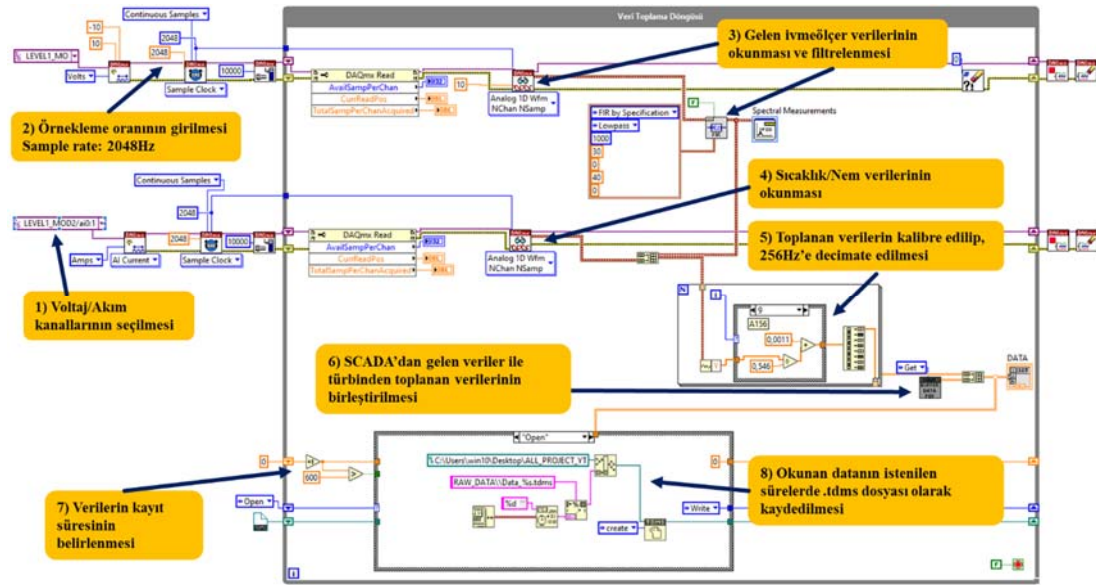 Veri Toplama Döngüsü
Continuous Samples
-10
10
2048
2048
LEVEL1_MO
Volts
10000
Sample Clock
DAQmx Read
AvailSampPerChan
CurrReadPos
TotalSampPerChanAcquired
10
Analog 1D Wfm
NChan NSamp
0
3) Gelen ivmeölçer verilerinin
okunması ve filtrelenmesi
2) Örnekleme oranının girilmesi
Sample rate: 2048Hz
F
FIR by Specification
Lowpass
1000
30
0
40
0
Spectral Measurements
4) Sıcaklık/Nem verilerinin
okunması
Continuous Samples
2048
LEVEL1_MOD2/ai0:1
2048
10000
Amps
AI Current
Sample Clock
DAQmx Read
AvailSampPerChan
CurrReadPos
TotalSampPerChanAcquired
Analog 1D Wfm
NChan NSamp
5) Toplanan verilerin kalibre edilip,
256Hz'e decimate edilmesi
1) Voltaj/Akım
kanallarının seçilmesi
N
i
9
A156
0,0011
0,546
6) SCADA'dan gelen veriler ile
türbinden toplanan verilerinin
birleştirilmesi
Get
DATA
"Open"
0
600
C:\Users\win10\Desktop\ALL_PROJECT_YT
RAW_DATA\\Data_%s.tdms
%d
create
0
Write
Open
7) Verilerin kayıt
süresinin
belirlenmesi
8) Okunan datanın istenilen
sürelerde .tdms dosyası olarak
kaydedilmesi
i
F